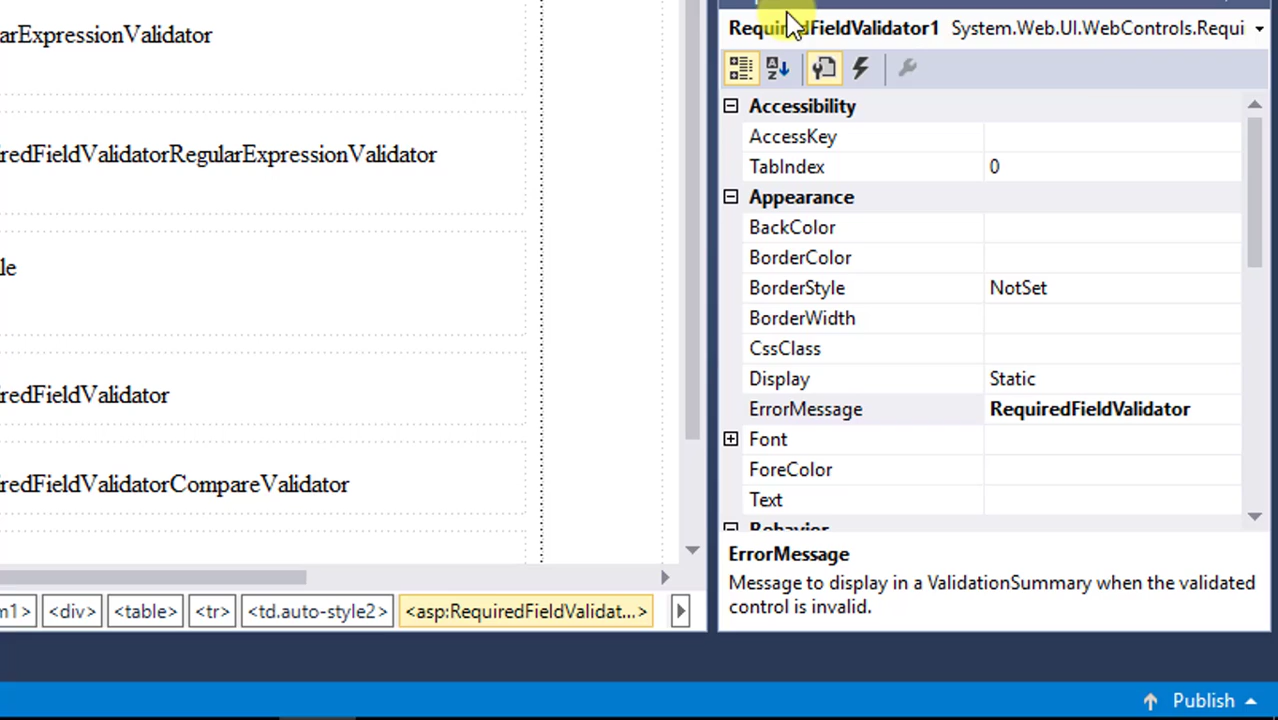 arExpressionValidator
redFieldValidatorRegularExpressionValidator
le
redFieldValidator
redFieldValidatorCompareValidator
m1> <div> <table> <tr> <td.auto-style2> <asp:RequiredFieldValidat...>
RequiredFieldValidator1 System.Web.UI.WebControls.Requi
Accessibility
AccessKey
TabIndex 0
Appearance
BackColor
BorderColor
BorderStyle NotSet
BorderWidth
CssClass
Display Static
ErrorMessage RequiredFieldValidator
Font
ForeColor
Text
Behavior
ErrorMessage
Message to display in a ValidationSummary when the validated
control is invalid.
Publish